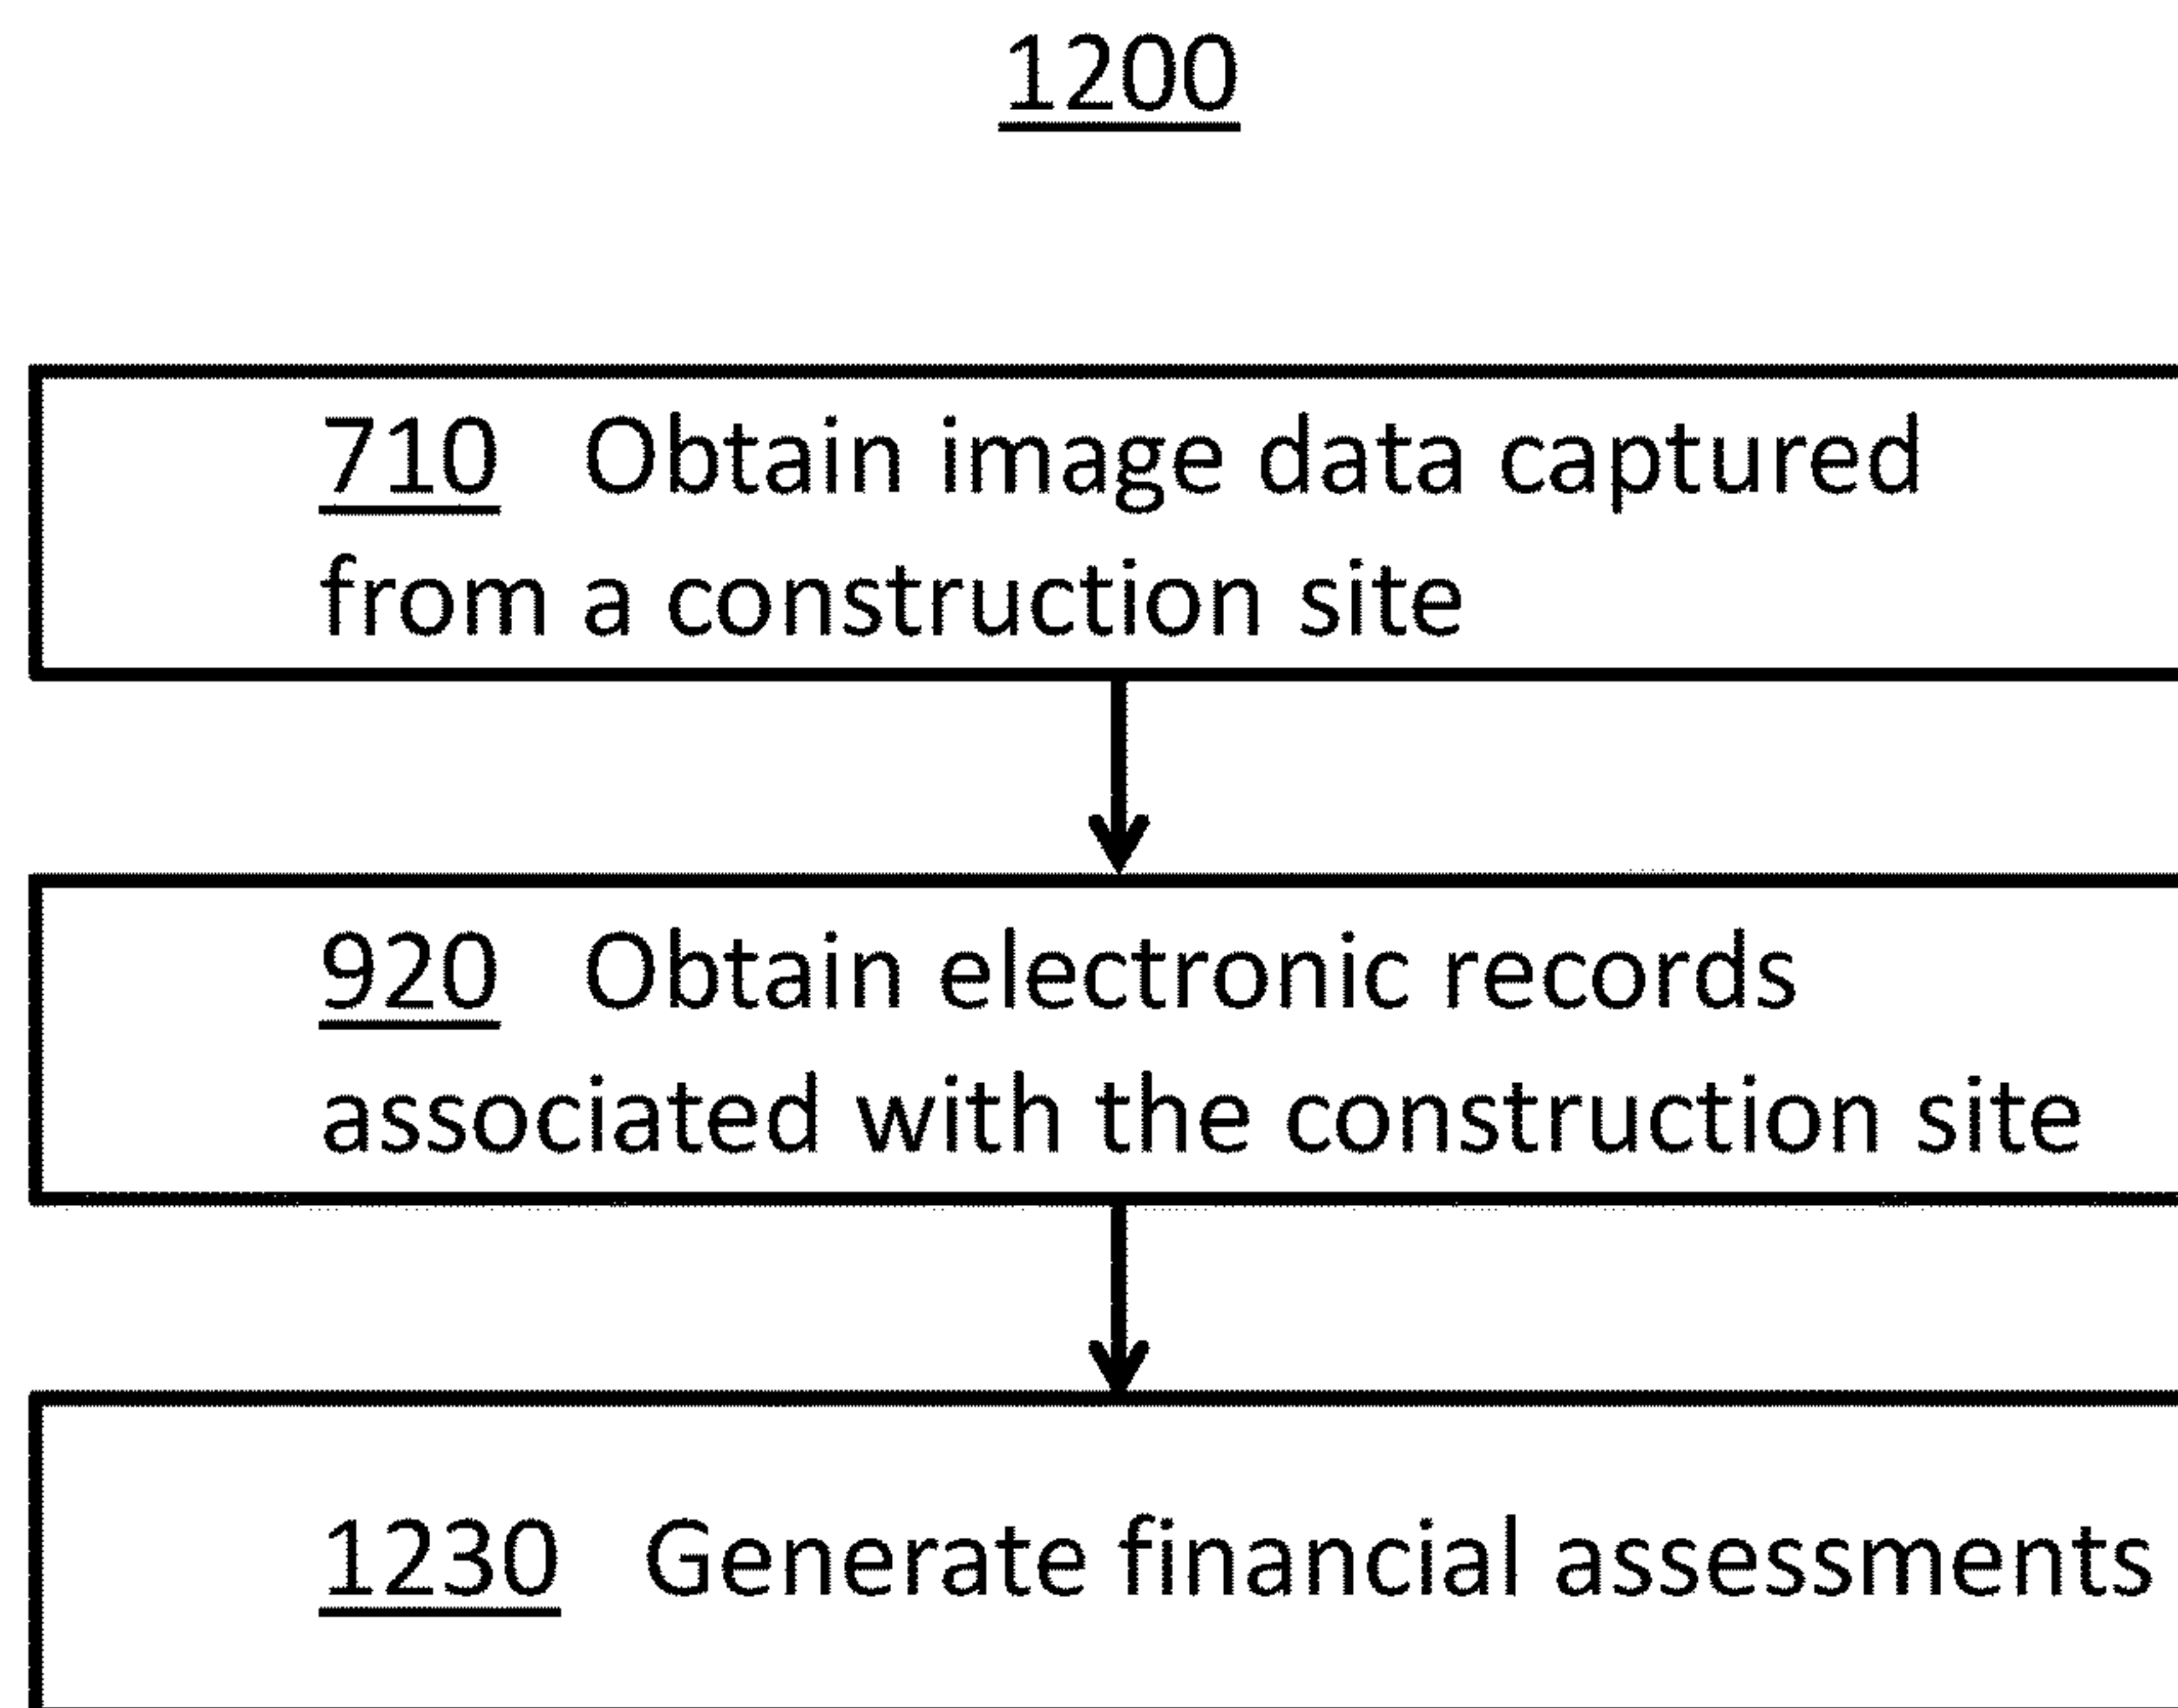 1200
710 Obtain image data captured
from a construction site
920 Obtain electronic records
associated with the construction site
1230 Generate financial assessments